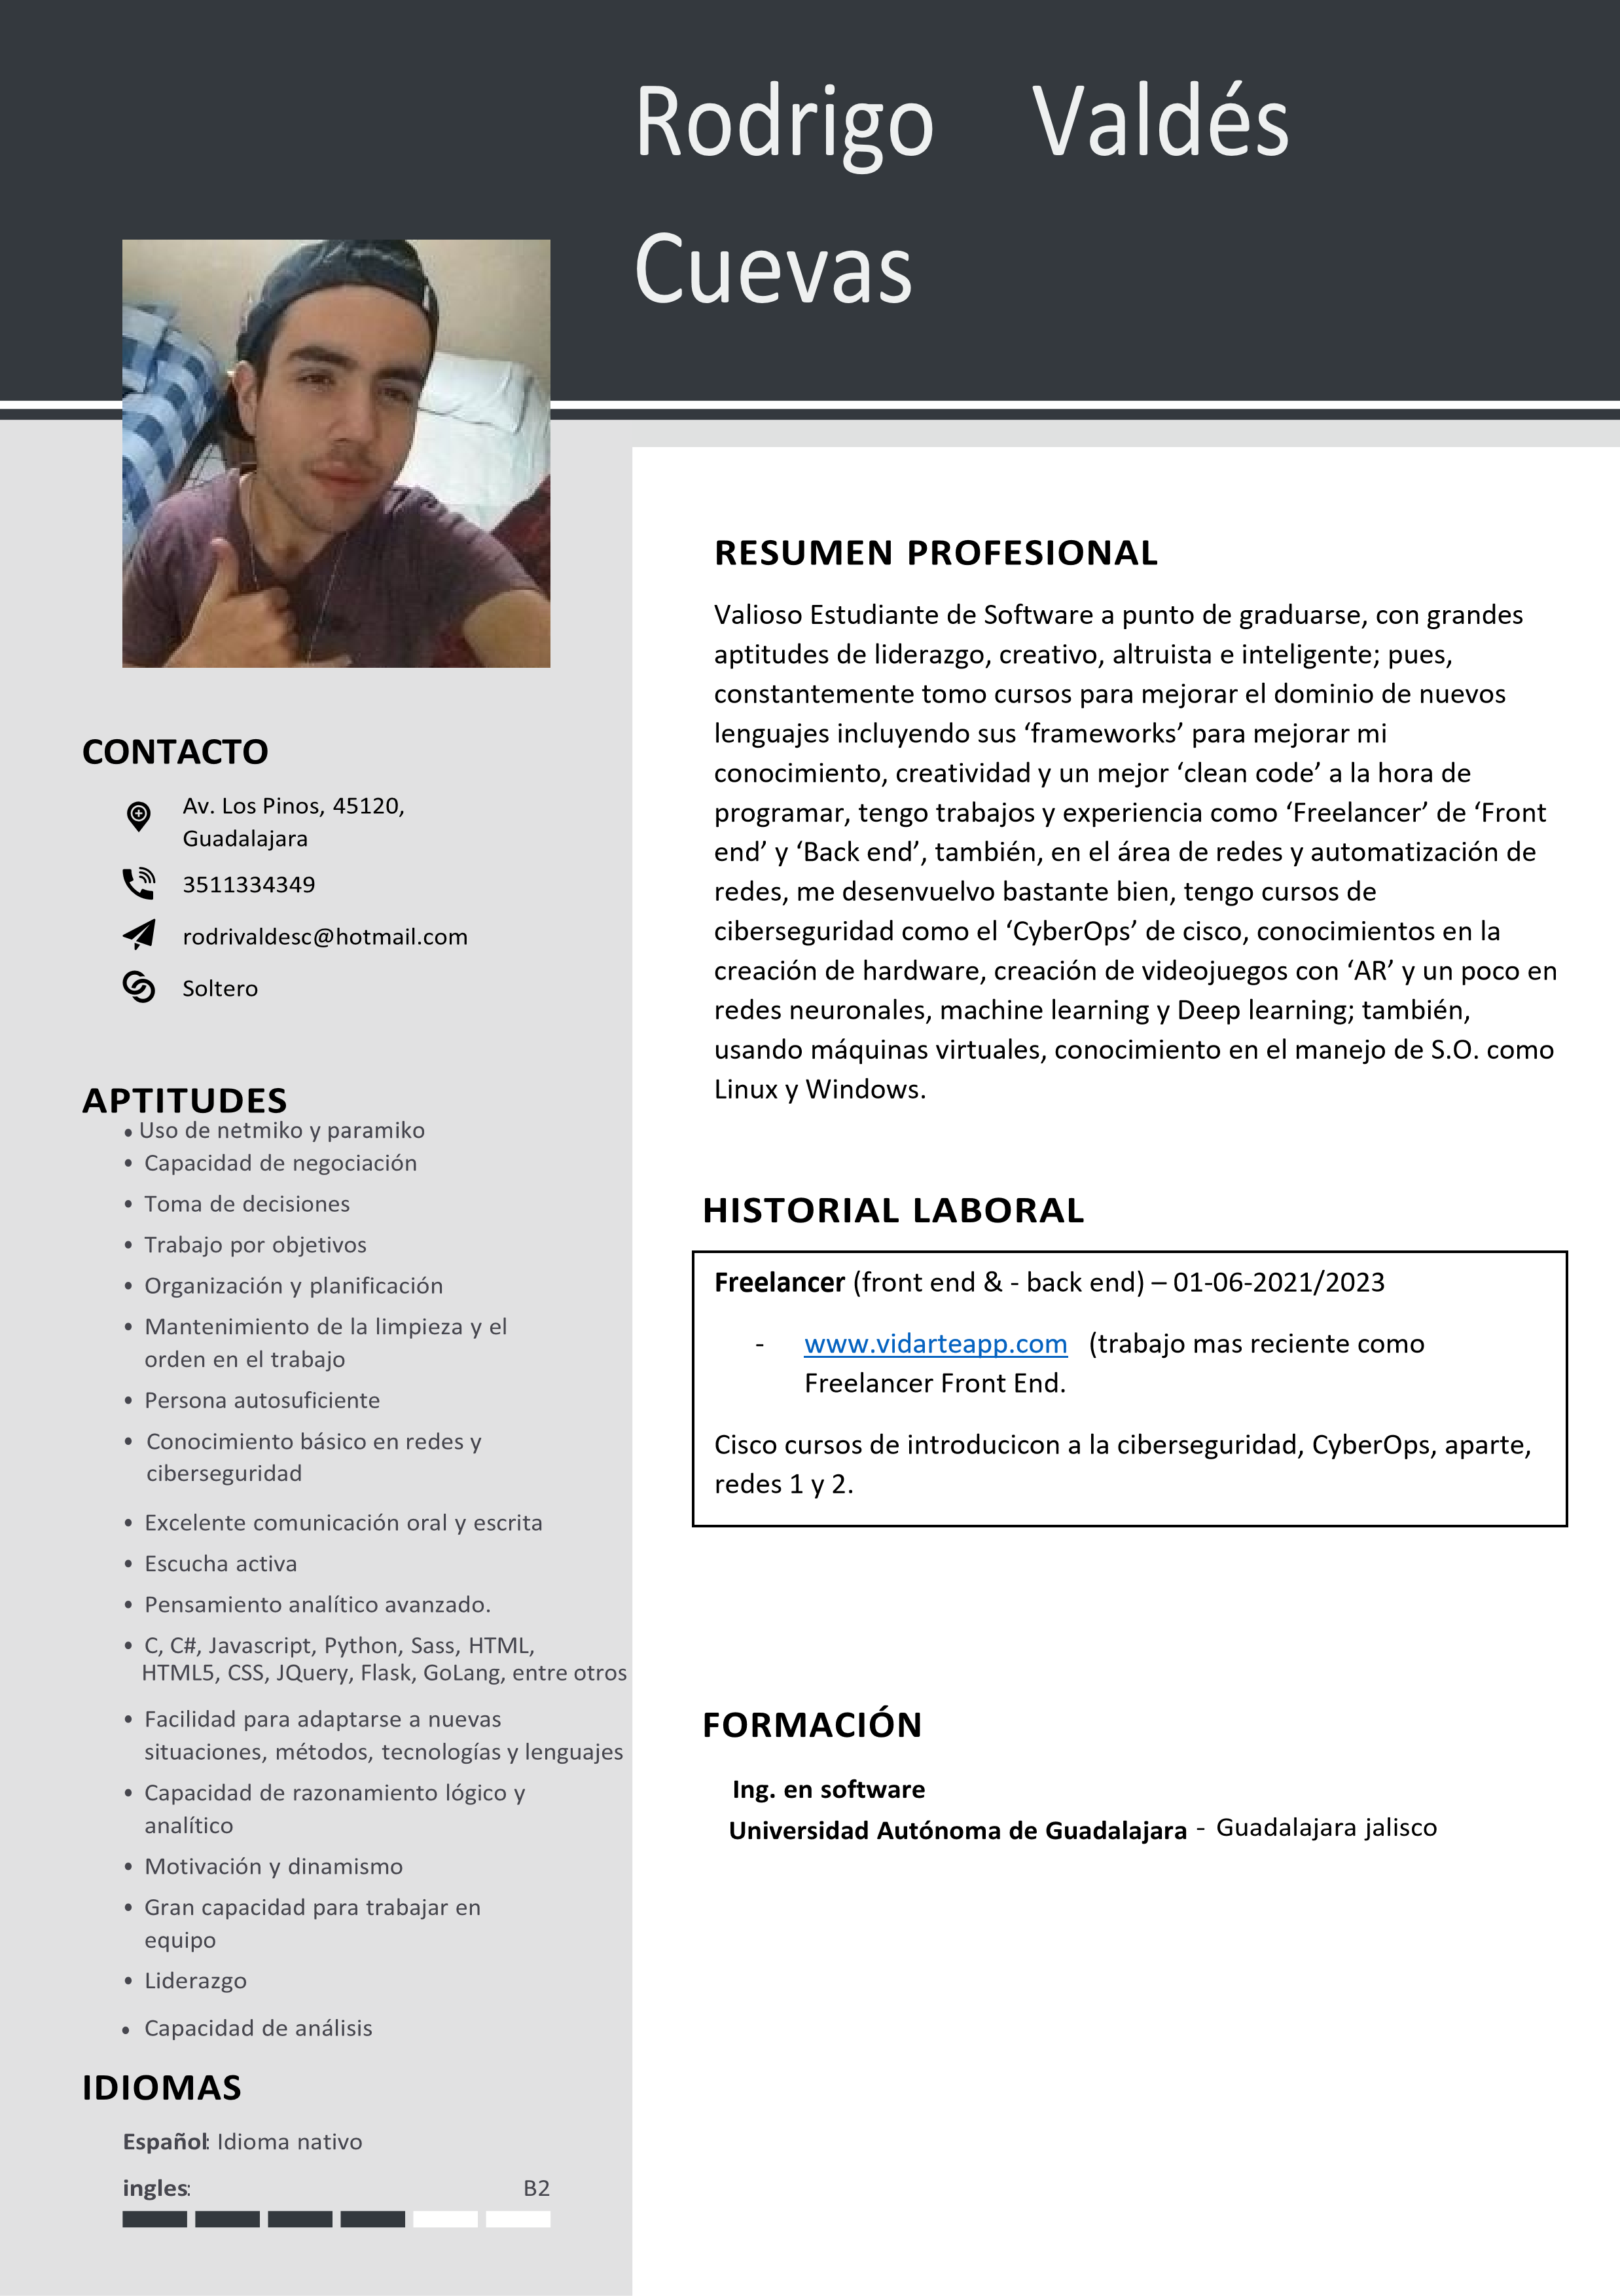 Rodrigo Valdés
Cuevas
CONTACTO
Av. Los Pinos, 45120,
Guadalajara
3511334349
rodrivaldesc@hotmail.com
Soltero
APTITUDES
• Uso de netmiko y paramiko
• Capacidad de negociación
• Toma de decisiones
• Trabajo por objetivos
• Organización y planificación
• Mantenimiento de la limpieza y el
orden en el trabajo
• Persona autosuficiente
• Conocimiento básico en redes y
ciberseguridad
• Excelente comunicación oral y escrita
• Escucha activa
• Pensamiento analítico avanzado.
• C, C#, Javascript, Python, Sass, HTML,
HTML5, CSS, JQuery, Flask, GoLang, entre otros
• Facilidad para adaptarse a nuevas
situaciones, métodos, tecnologías y lenguajes
• Capacidad de razonamiento lógico y
analítico
• Motivación y dinamismo
• Gran capacidad para trabajar en
equipo
• Liderazgo
• Capacidad de análisis
IDIOMAS
Español: Idioma nativo
ingles: B2
RESUMEN PROFESIONAL
Valioso Estudiante de Software a punto de graduarse, con grandes
aptitudes de liderazgo, creativo, altruista e inteligente; pues,
constantemente tomo cursos para mejorar el dominio de nuevos
lenguajes incluyendo sus ‘frameworks’ para mejorar mi
conocimiento, creatividad y un mejor ‘clean code’ a la hora de
programar, tengo trabajos y experiencia como ‘Freelancer’ de ‘Front
end’ y ‘Back end’, también, en el área de redes y automatización de
redes, me desenvuelvo bastante bien, tengo cursos de
ciberseguridad como el ‘CyberOps’ de cisco, conocimientos en la
creación de hardware, creación de videojuegos con ‘AR’ y un poco en
redes neuronales, machine learning y Deep learning; también,
usando máquinas virtuales, conocimiento en el manejo de S.O. como
Linux y Windows.
HISTORIAL LABORAL
Freelancer (front end & - back end) – 01-06-2021/2023
- www.vidarteapp.com (trabajo mas reciente como
Freelancer Front End.
Cisco cursos de introducicon a la ciberseguridad, CyberOps, aparte,
redes 1 y 2.
FORMACIÓN
Ing. en software
Universidad Autónoma de Guadalajara - Guadalajara jalisco